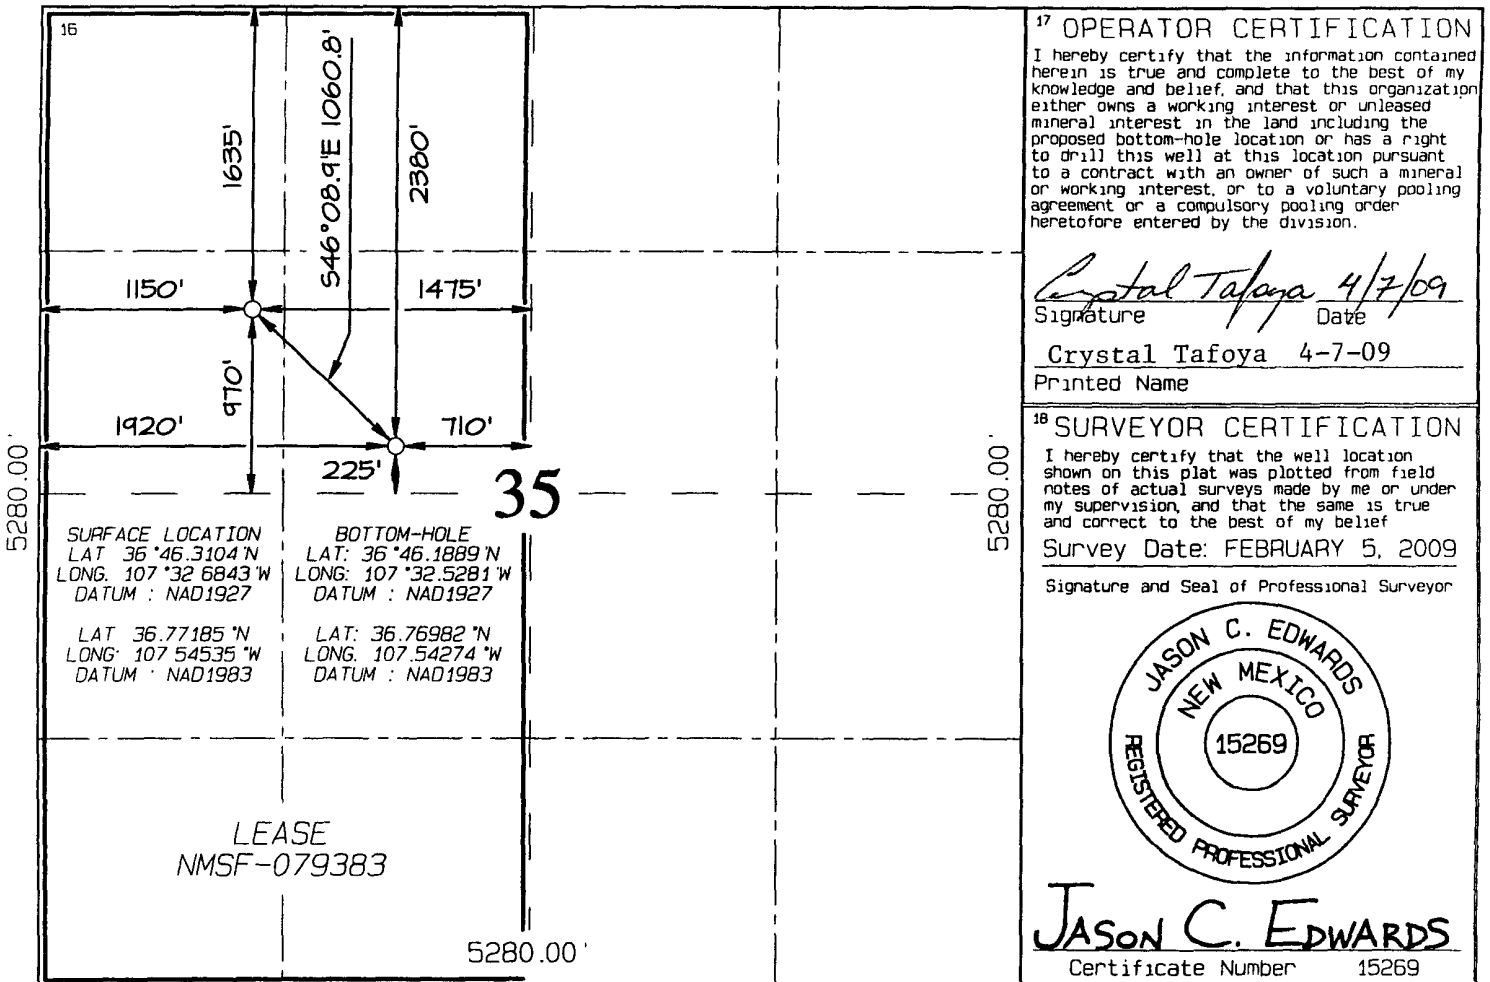 16
1635'
S46°08.9'E 1060.8'
2380'
1150'
1475'
970'
1920'
710'
225'
35
5280.00'
5280.00'
SURFACE LOCATION
LAT 36°46.3104'N
LONG. 107°32 6843'W
DATUM : NAD1927
LAT 36.77185 °N
LONG· 107 54535 °W
DATUM · NAD1983
BOTTOM-HOLE
LAT: 36°46.1889'N
LONG: 107°32.5281'W
DATUM : NAD1927
LAT: 36.76982 °N
LONG. 107.54274 °W
DATUM : NAD1983
LEASE
NMSF-079383
5280.00'
17 OPERATOR CERTIFICATION
I hereby certify that the information contained
herein is true and complete to the best of my
knowledge and belief, and that this organization
either owns a working interest or unleased
mineral interest in the land including the
proposed bottom-hole location or has a right
to drill this well at this location pursuant
to a contract with an owner of such a mineral
or working interest, or to a voluntary pooling
agreement or a compulsory pooling order
heretofore entered by the division.
Crystal Tafoya 4/7/09
Signature Date
Crystal Tafoya 4-7-09
Printed Name
18 SURVEYOR CERTIFICATION
I hereby certify that the well location
shown on this plat was plotted from field
notes of actual surveys made by me or under
my supervision, and that the same is true
and correct to the best of my belief
Survey Date: FEBRUARY 5, 2009
Signature and Seal of Professional Surveyor
JASON C. EDWARDS
NEW MEXICO
15269
REGISTERED PROFESSIONAL SURVEYOR
JASON C. EDWARDS
Certificate Number 15269